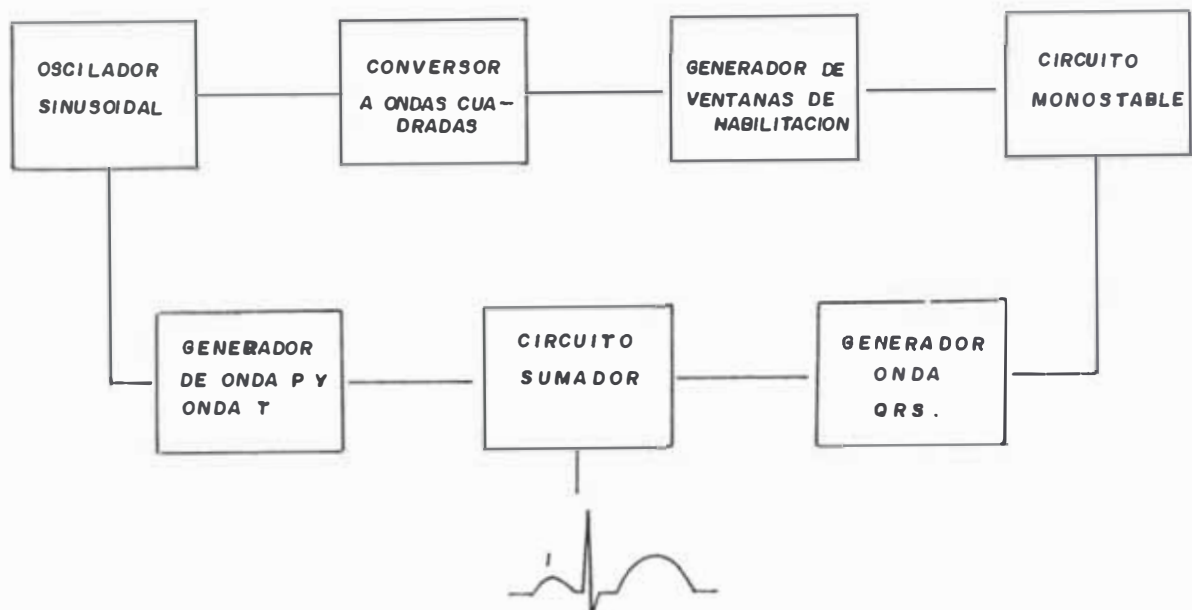 OSCILADOR
SINUSOIDAL
CONVERSOR
A ONDAS CUA-
DRADAS
GENERADOR DE
VENTANAS DE
HABILITACION
CIRCUITO
MONOSTABLE
GENERADOR
DE ONDA P Y
ONDA T
CIRCUITO
SUMADOR
GENERADOR
ONDA
QRS.